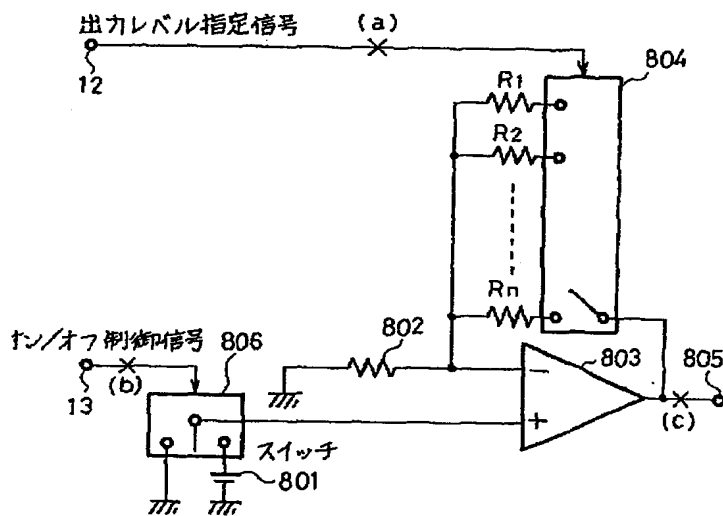 出力レベル指定信号
(a)
12
804
R1
R2
Rn
オン/オフ制御信号
806
802
803
805
13
(b)
(c)
スイッチ
801
−
+